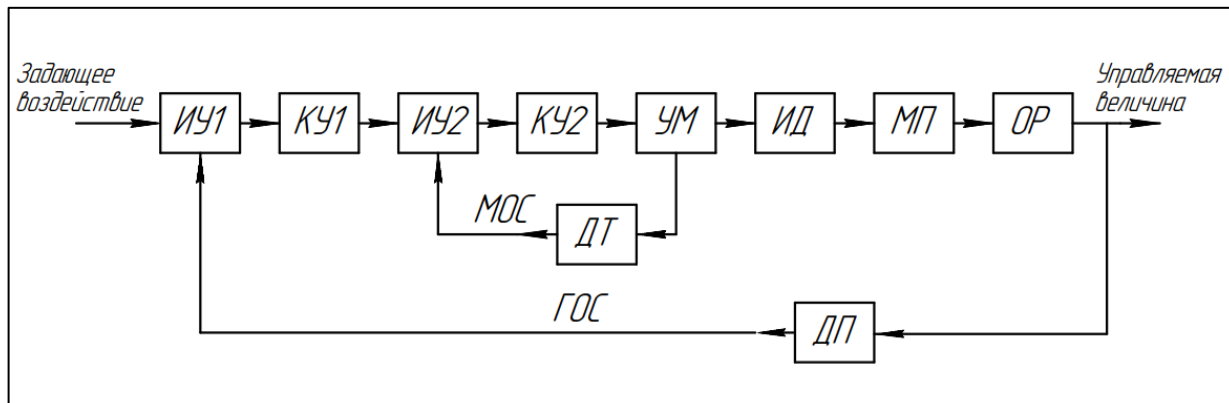 Задающее
воздействие
Управляемая
величина
ИУ1
КУ1
ИУ2
КУ2
УМ
ИД
МП
ОР
МОС
ДТ
ГОС
ДП